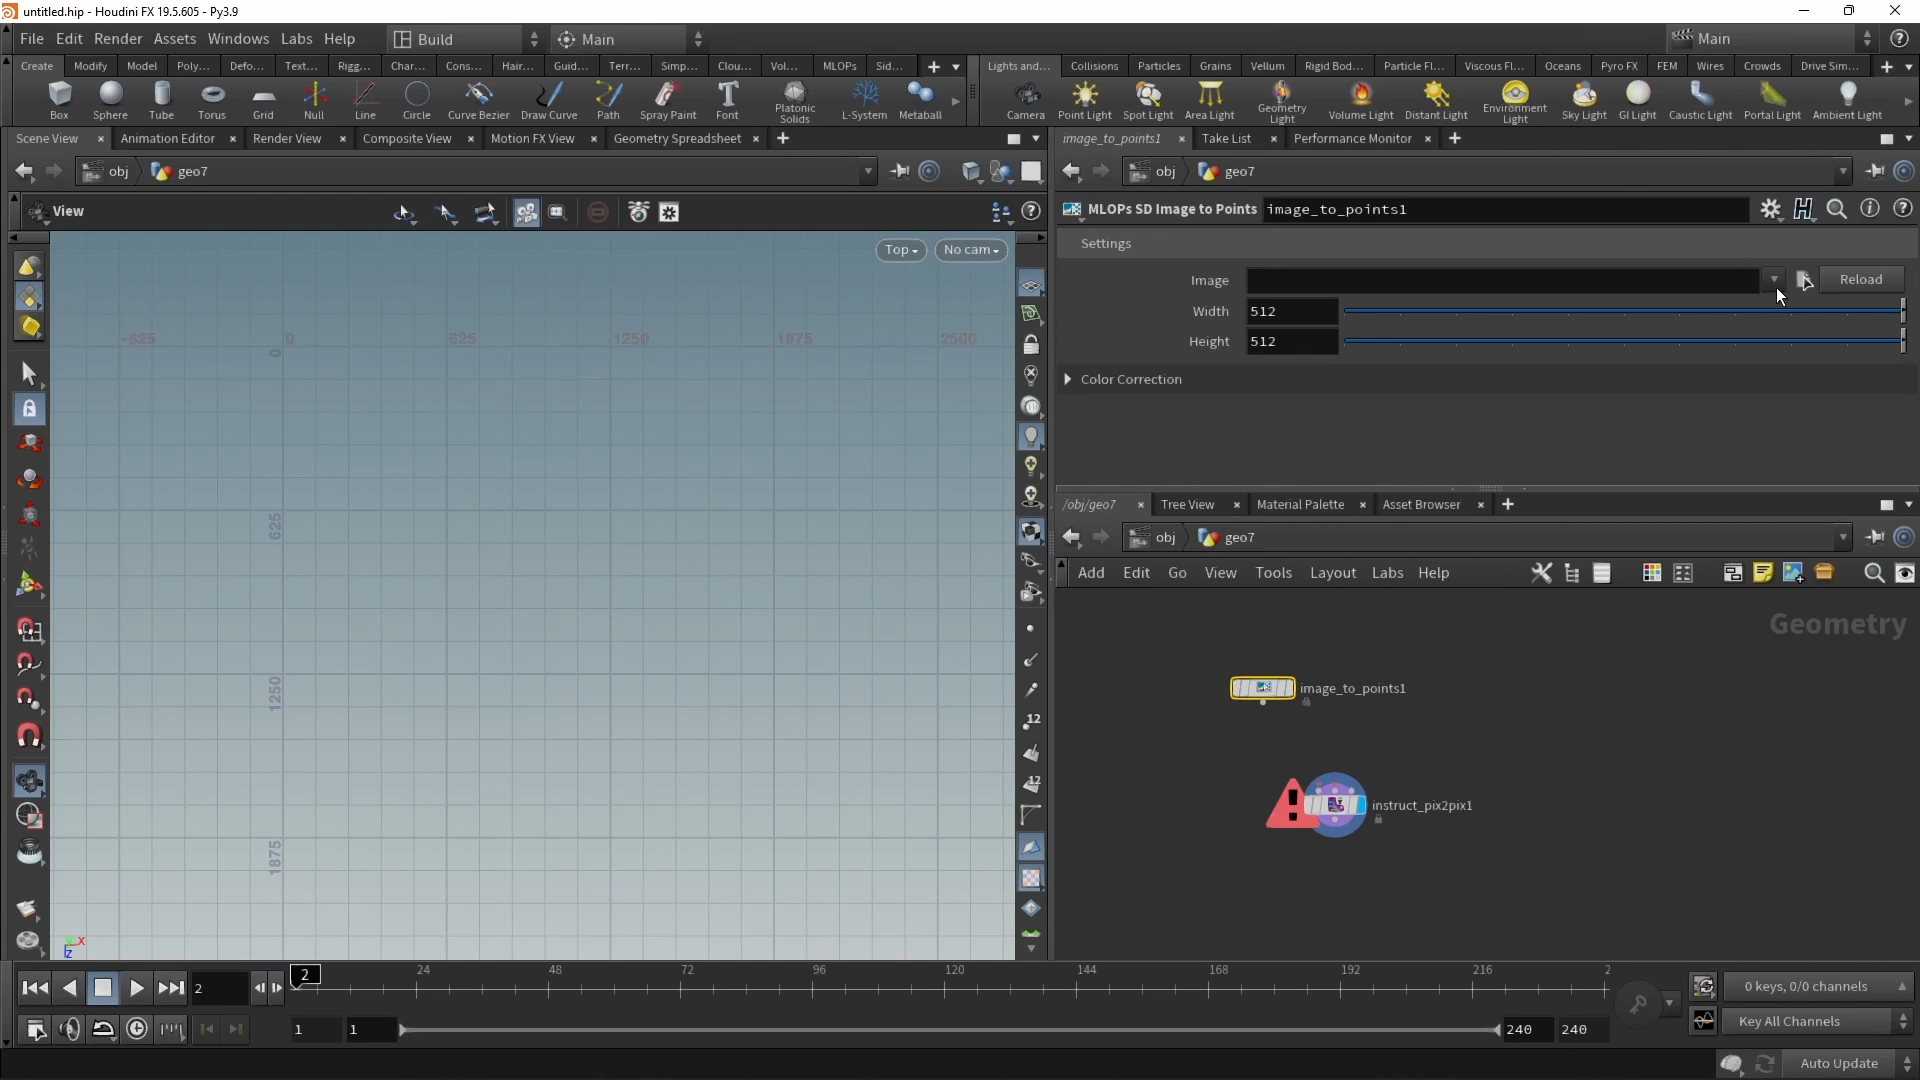 untitled.hip - Houdini FX 19.5.605 - Py3.9
File Edit Render Assets Windows Labs Help Build Main Main
Create Modify Model Poly... Defo... Text... Rigg... Char... Cons... Hair... Guid... Terr... Simp... Clou... Vol... MLOPs Sid... Lights and... Collisions Particles Grains Vellum Rigid Bod... Particle Fl... Viscous Fl... Oceans Pyro FX FEM Wires Crowds Drive Sim...
Box Sphere Tube Torus Grid Null Line Circle Curve Bezier Draw Curve Path Spray Paint Font Platonic Solids L-System Metaball Camera Point Light Spot Light Area Light Geometry Light Volume Light Distant Light Environment Light Sky Light GI Light Caustic Light Portal Light Ambient Light
Scene View Animation Editor Render View Composite View Motion FX View Geometry Spreadsheet
image_to_points1 Take List Performance Monitor
obj geo7
obj geo7
View
MLOPs SD Image to Points image_to_points1
Top No cam
Settings
Image Reload
Width 512
Height 512
Color Correction
-625 0 625 1250 1875 2500
0
625
1250
1875
x
z
12
12
/obj/geo7 Tree View Material Palette Asset Browser
obj geo7
Add Edit Go View Tools Layout Labs Help
Geometry
image_to_points1
instruct_pix2pix1
2 2 24 48 72 96 120 144 168 192 216 2
0 keys, 0/0 channels
1 1 240 240
Key All Channels
Auto Update